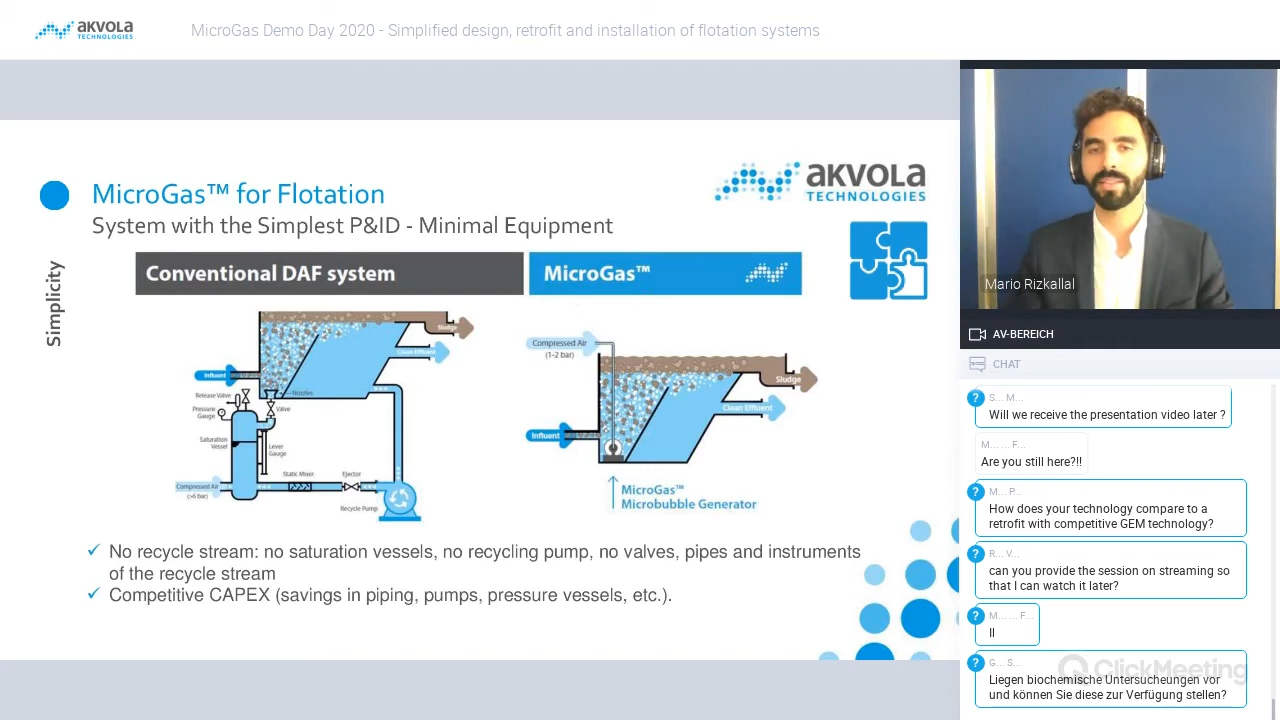 akvola
TECHNOLOGIES
MicroGas Demo Day 2020 - Simplified design, retrofit and installation of flotation systems
MicroGas™ for Flotation
System with the Simplest P&ID - Minimal Equipment
akvola
TECHNOLOGIES
Simplicity
Conventional DAF system
MicroGas™
Sludge
Clean Effluent
Influent
Release Valve
Nozzles
Pressure
Gauge
Valve
Saturation
Vessel
Lever
Gauge
Static Mixer
Ejector
Compressed Air
(>6 bar)
Recycle Pump
Compressed Air
(1-2 bar)
Sludge
Clean Effluent
Influent
MicroGas™
Microbubble Generator
✓ No recycle stream: no saturation vessels, no recycling pump, no valves, pipes and instruments
of the recycle stream
✓ Competitive CAPEX (savings in piping, pumps, pressure vessels, etc.).
Mario Rizkallal
AV-BEREICH
CHAT
? S... M...
Will we receive the presentation video later ?
M... ... F...
Are you still here?!!
? M... P...
How does your technology compare to a
retrofit with competitive GEM technology?
? R... V...
can you provide the session on streaming so
that I can watch it later?
? M... ... F...
II
? G... S...
Liegen biochemische Untersucheungen vor
und können Sie diese zur Verfügung stellen?
ClickMeeting